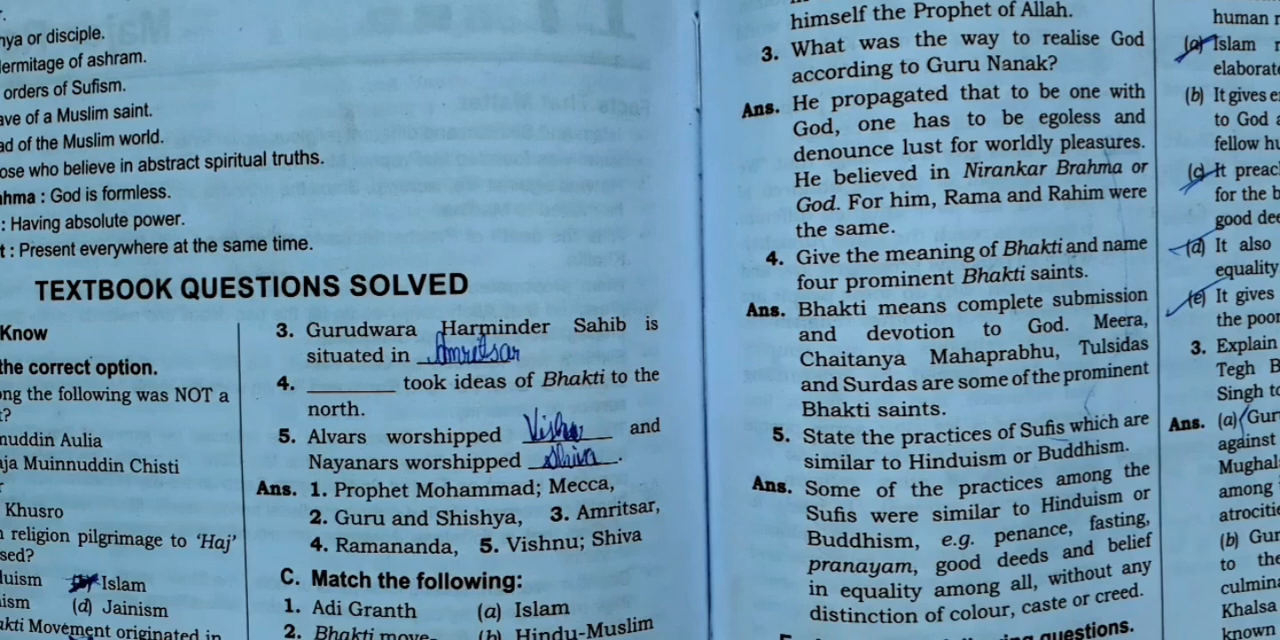 nya or disciple.
ermitage of ashram.
orders of Sufism.
ave of a Muslim saint.
ad of the Muslim world.
ose who believe in abstract spiritual truths.
ahma : God is formless.
: Having absolute power.
t : Present everywhere at the same time.
TEXTBOOK QUESTIONS SOLVED
Know
the correct option.
ong the following was NOT a
t?
nuddin Aulia
aja Muinnuddin Chisti
r
Khusro
religion pilgrimage to 'Haj'
sed?
duism Islam
ism (d) Jainism
akti Movement originated in
3. Gurudwara Harminder Sahib is
situated in Amritsar
4. ________ took ideas of Bhakti to the
north.
5. Alvars worshipped Vishu and
Nayanars worshipped Shiva.
Ans. 1. Prophet Mohammad; Mecca,
2. Guru and Shishya, 3. Amritsar,
4. Ramananda, 5. Vishnu; Shiva
C. Match the following:
1. Adi Granth (a) Islam
2. Bhakti move- (b) Hindu-Muslim
himself the Prophet of Allah.
3. What was the way to realise God
according to Guru Nanak?
Ans. He propagated that to be one with
God, one has to be egoless and
denounce lust for worldly pleasures.
He believed in Nirankar Brahma or
God. For him, Rama and Rahim were
the same.
4. Give the meaning of Bhakti and name
four prominent Bhakti saints.
Ans. Bhakti means complete submission
and devotion to God. Meera,
Chaitanya Mahaprabhu, Tulsidas
and Surdas are some of the prominent
Bhakti saints.
5. State the practices of Sufis which are
similar to Hinduism or Buddhism.
Ans. Some of the practices among the
Sufis were similar to Hinduism or
Buddhism, e.g. penance, fasting,
pranayam, good deeds and belief
in equality among all, without any
distinction of colour, caste or creed.
questions.
human r
(a) Islam r
elaborate
(b) It gives e
to God a
fellow hu
(c) It preac
for the b
good dee
(d) It also
equality
(e) It gives
the poor
3. Explain
Tegh B
Singh to
Ans. (a) Gur
against
Mughal
among
atrocitie
(b) Gur
to the
culmina
Khalsa
known